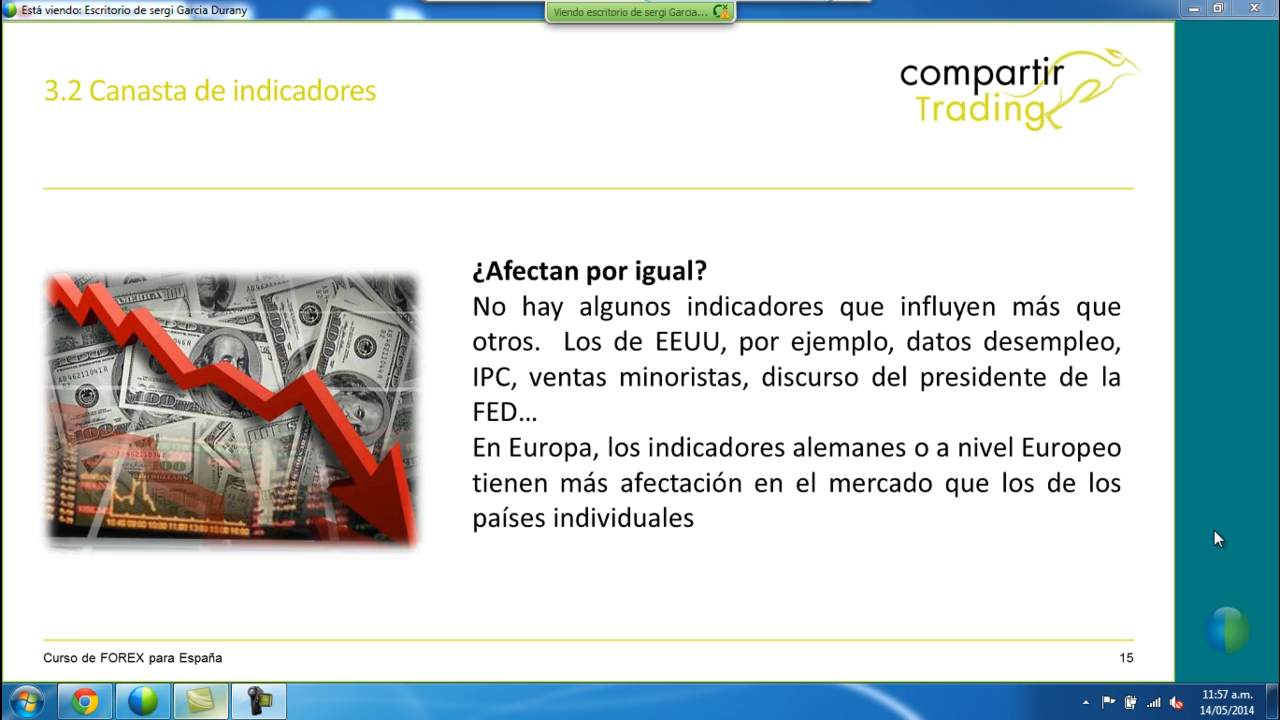 Está viendo: Escritorio de sergi Garcia Durany
Viendo escritorio de sergi Garcia...
3.2 Canasta de indicadores
compartir
Trading
¿Afectan por igual?
No hay algunos indicadores que influyen más que
otros. Los de EEUU, por ejemplo, datos desempleo,
IPC, ventas minoristas, discurso del presidente de la
FED...
En Europa, los indicadores alemanes o a nivel Europeo
tienen más afectación en el mercado que los de los
países individuales
Curso de FOREX para España
15
11:57 a.m.
14/05/2014